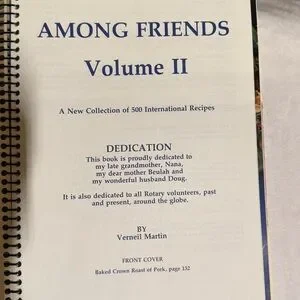 AMONG FRIENDS
Volume II
A New Collection of 500 International Recipes
DEDICATION
This book is proudly dedicated to
my late grandmother, Nana,
my dear mother Beulah and
my wonderful husband Doug.
It is also dedicated to all Rotary volunteers, past
and present, around the globe.
BY
Verneil Martin
FRONT COVER
Baked Crown Roast of Pork, page 132